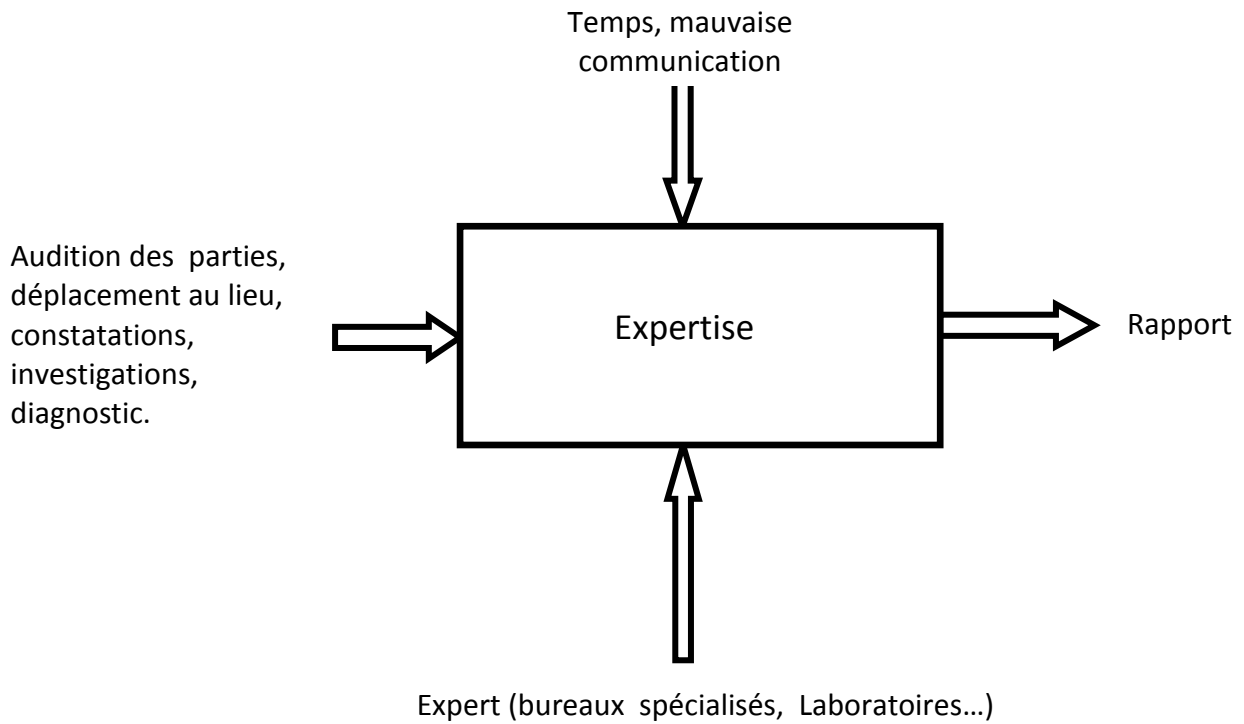 Temps, mauvaise
communication
Audition des parties,
déplacement au lieu,
constatations,
investigations,
diagnostic.
Expertise
Rapport
Expert (bureaux spécialisés, Laboratoires…)